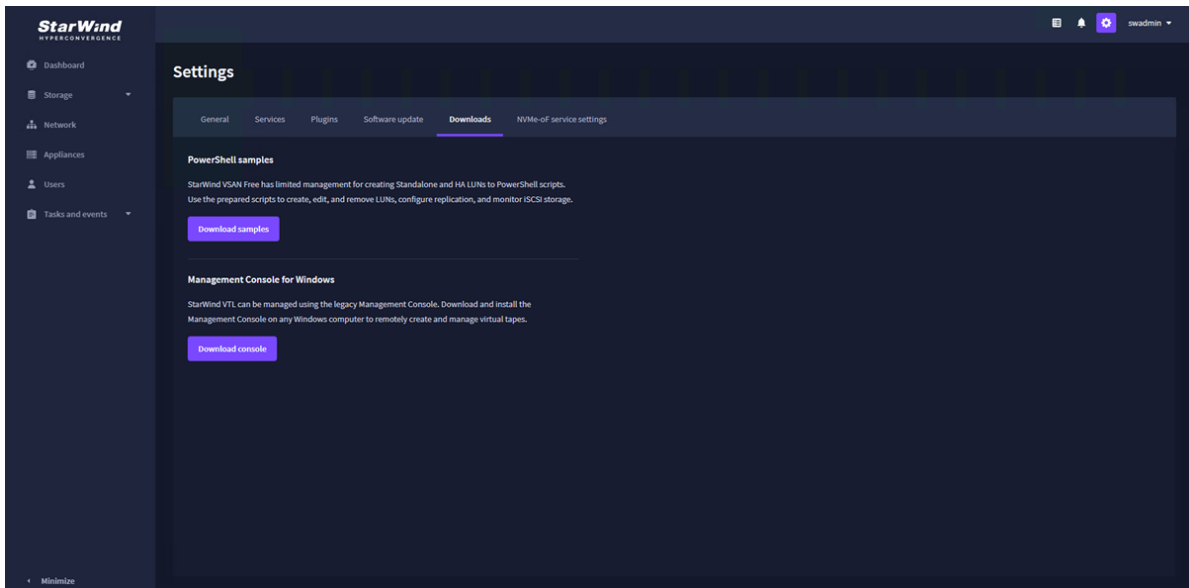 StarWind
HYPERCONVERGENCE
swadmin
Dashboard
Storage
Network
Appliances
Users
Tasks and events
Minimize
Settings
General Services Plugins Software update Downloads NVMe-oF service settings
PowerShell samples
StarWind VSAN Free has limited management for creating Standalone and HA LUNs to PowerShell scripts.
Use the prepared scripts to create, edit, and remove LUNs, configure replication, and monitor iSCSI storage.
Download samples
Management Console for Windows
StarWind VTL can be managed using the legacy Management Console. Download and install the
Management Console on any Windows computer to remotely create and manage virtual tapes.
Download console